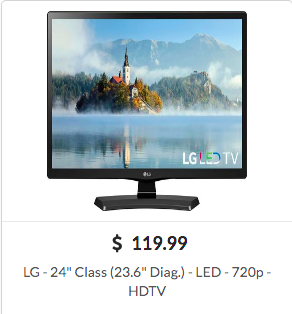 LG LED TV
LG
$ 119.99
LG - 24" Class (23.6" Diag.) - LED - 720p -
HDTV